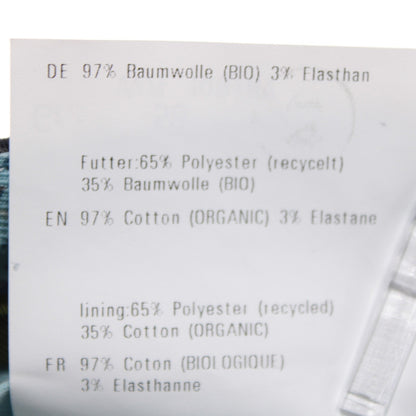 DE 97% Baumwolle (BIO) 3% Elasthan
Futter:65% Polyester (recycelt)
35% Baumwolle (BIO)
EN 97% Cotton (ORGANIC) 3% Elastane
lining:65% Polyester (recycled)
35% Cotton (ORGANIC)
FR 97% Coton (BIOLOGIQUE)
3% Elasthanne